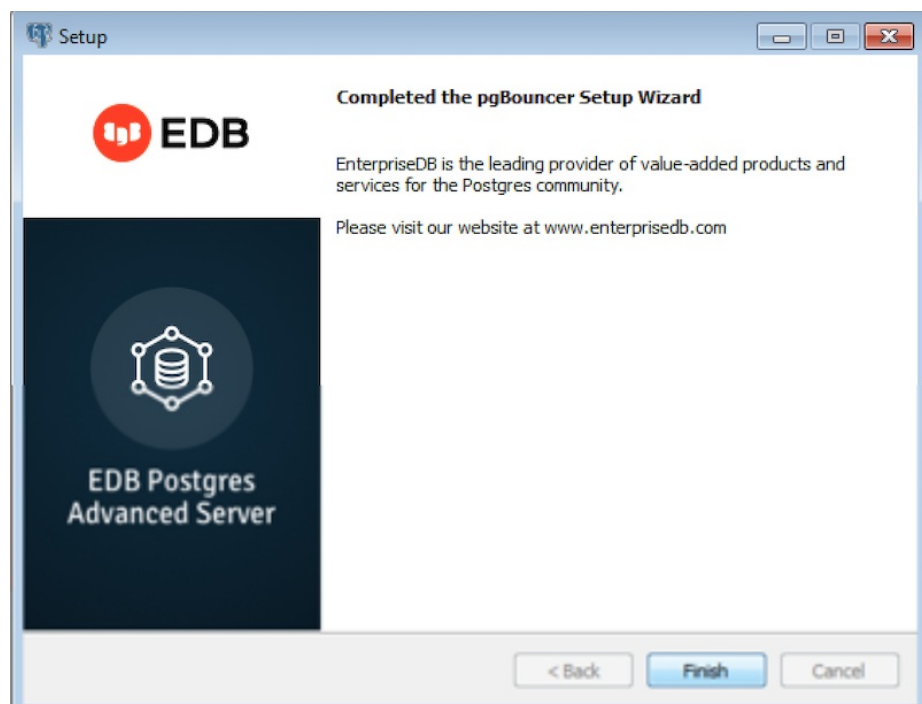 Setup
EDB
Completed the pgBouncer Setup Wizard
EnterpriseDB is the leading provider of value-added products and
services for the Postgres community.
Please visit our website at www.enterprisedb.com
EDB Postgres
Advanced Server
< Back
Finish
Cancel